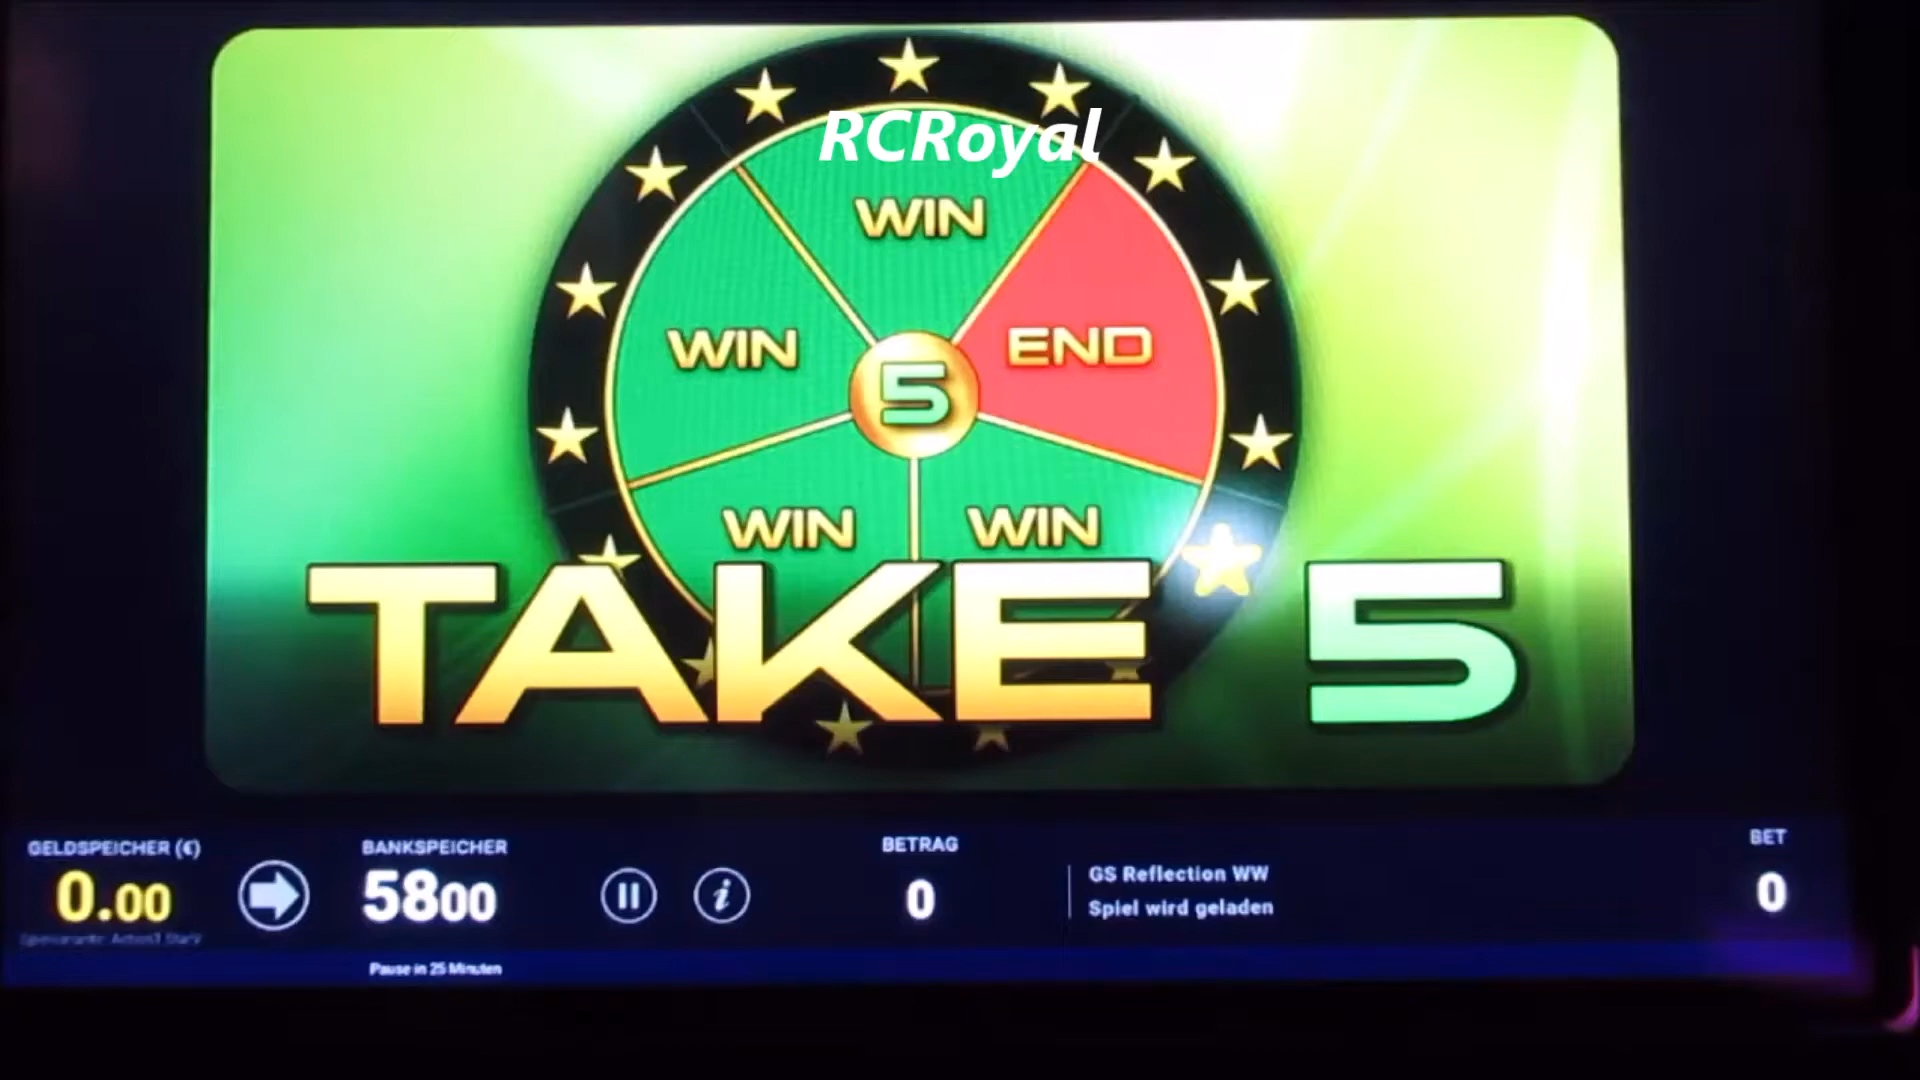 RCRoyal
WIN
WIN
END
5
WIN
WIN
TAKE 5
GELDSPEICHER (€)
0.00
BANKSPEICHER
5800
BETRAG
0
GS Reflection WW
Spiel wird geladen
BET
0
Pause in 25 Minuten